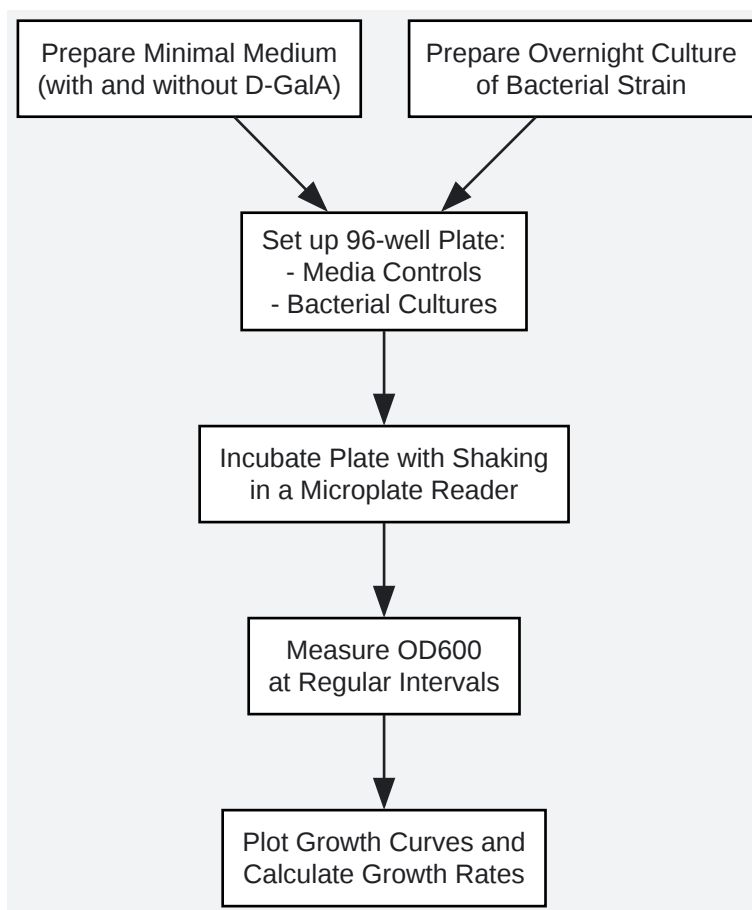 Prepare Minimal Medium
(with and without D-GalA)
Prepare Overnight Culture
of Bacterial Strain
Set up 96-well Plate:
- Media Controls
- Bacterial Cultures
Incubate Plate with Shaking
in a Microplate Reader
Measure OD600
at Regular Intervals
Plot Growth Curves and
Calculate Growth Rates